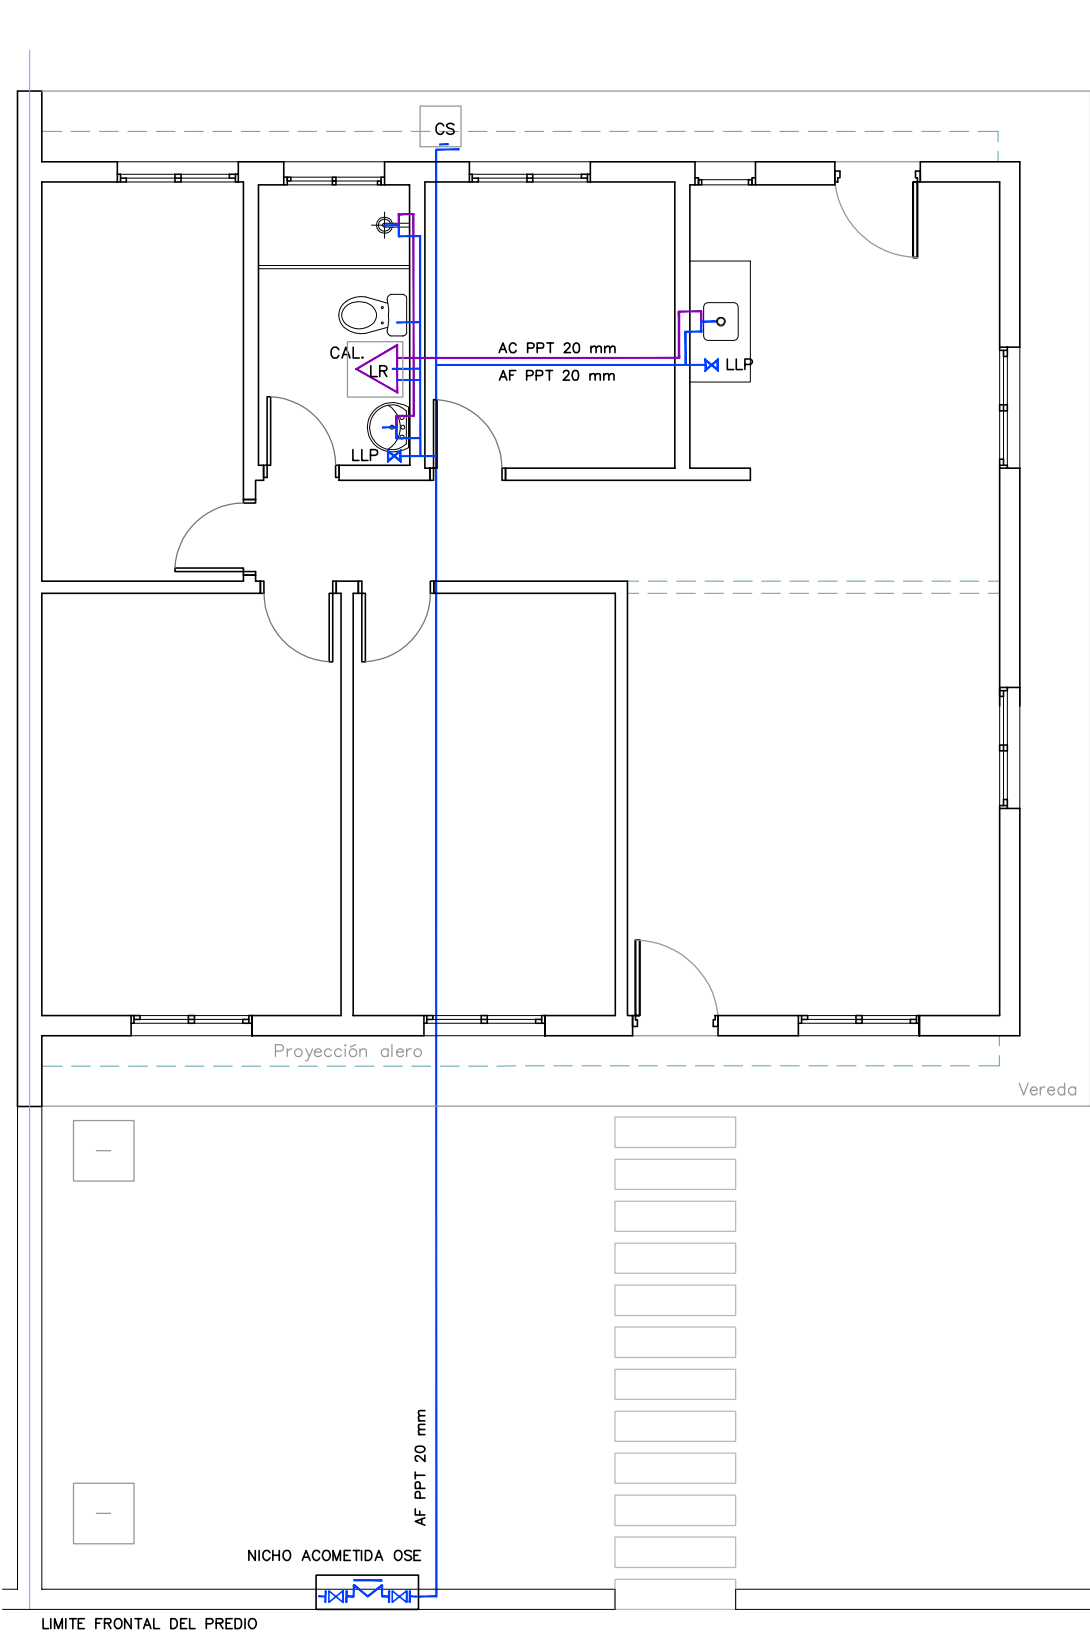 CS
AC PPT 20 mm
CAL.
LR
LLP
AF PPT 20 mm
LLP
Proyección alero
Vereda
AF PPT 20 mm
NICHO ACOMETIDA OSE
LIMITE FRONTAL DEL PREDIO